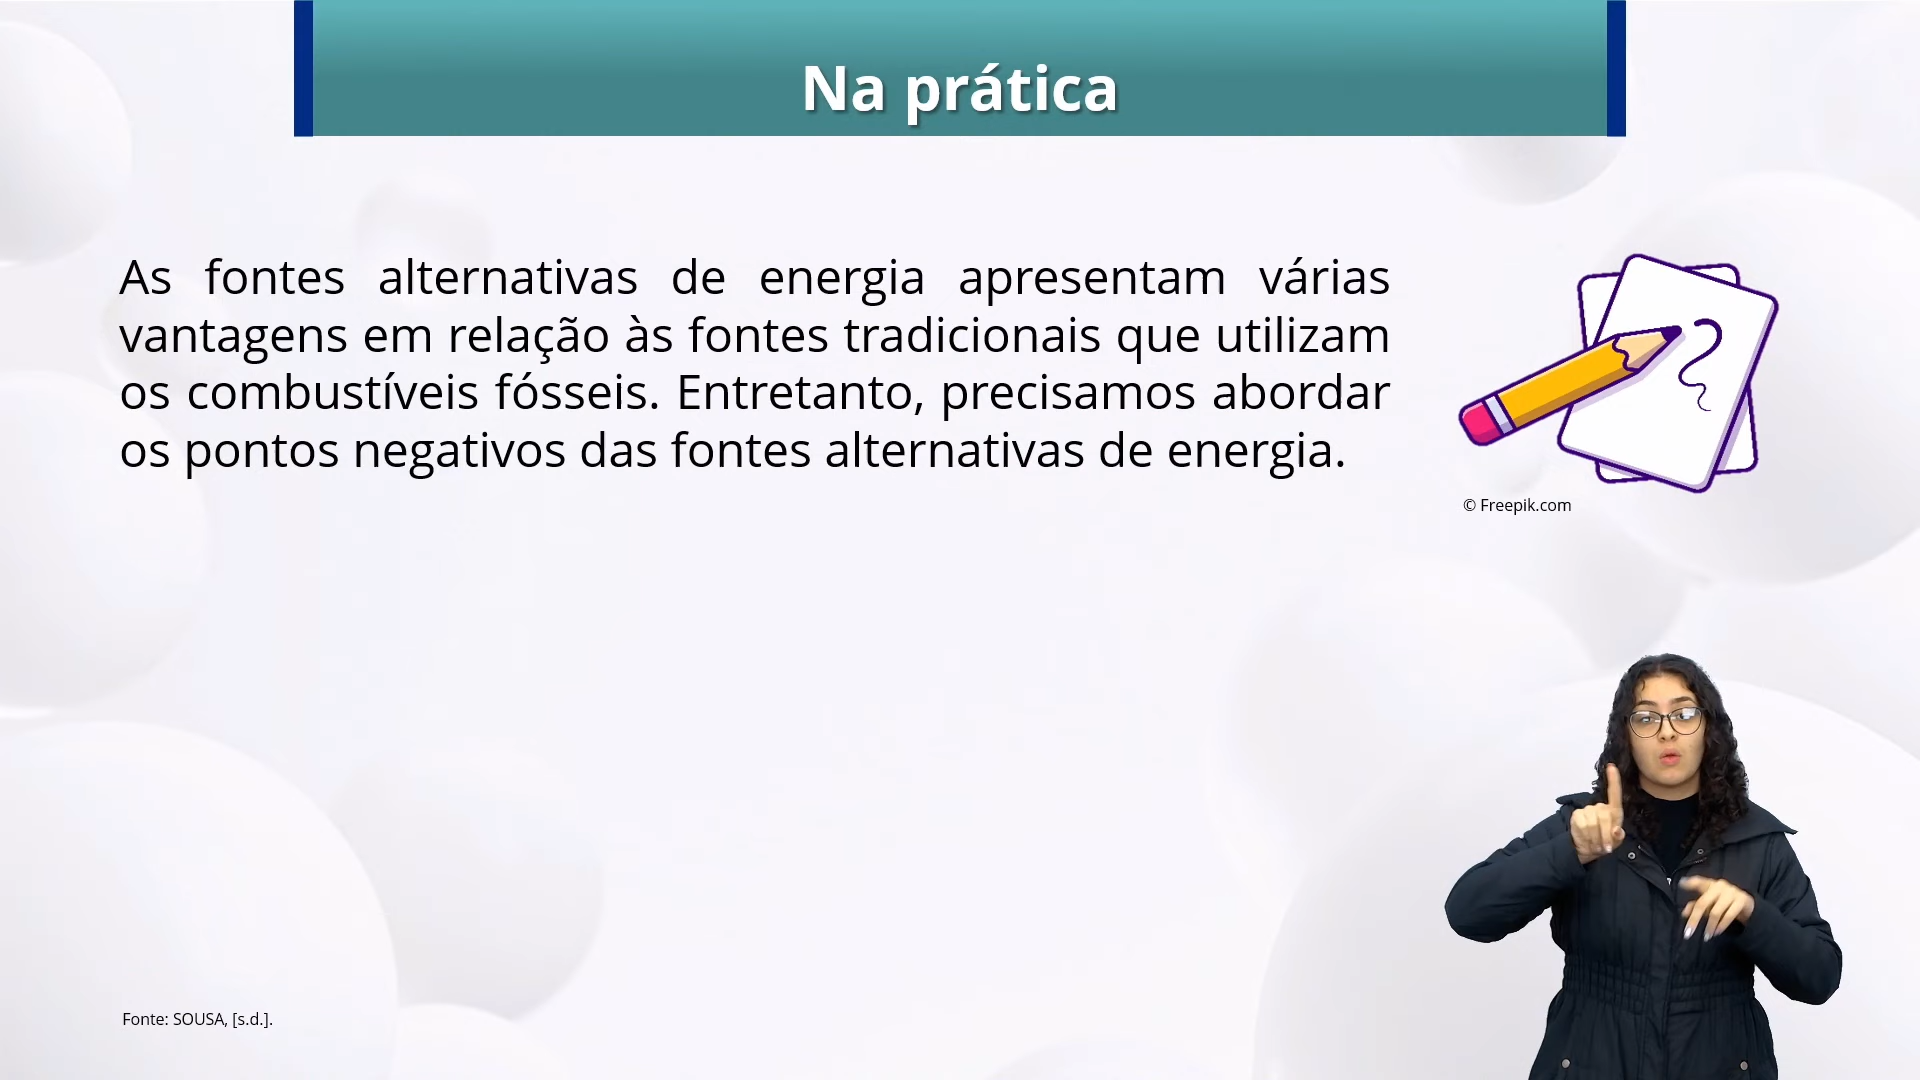 Na prática
As fontes alternativas de energia apresentam várias
vantagens em relação às fontes tradicionais que utilizam
os combustíveis fósseis. Entretanto, precisamos abordar
os pontos negativos das fontes alternativas de energia.
© Freepik.com
Fonte: SOUSA, [s.d.].